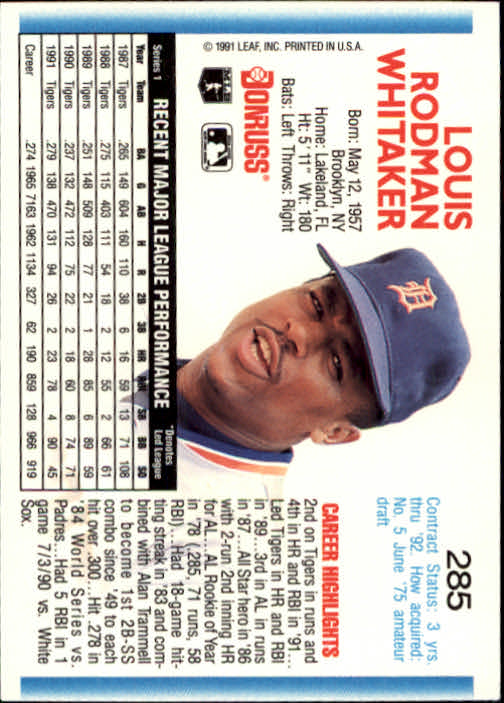 285
LOUIS
RODMAN
WHITAKER
Born: May 12, 1957
Brooklyn, NY
Home: Lakeland, FL
Ht: 5' 11" Wt: 180
Bats: Left Throws: Right
DONRUSS
© 1991 LEAF, INC. PRINTED IN U.S.A.
Contract Status: 3 yrs.
thru '92. How acquired:
No. 5 June '75 amateur
draft
D
CAREER HIGHLIGHTS
2nd on Tigers in runs and
4th in HR and RBI in '91...
Led Tigers in HR and RBI
in '89...3rd in AL in runs
in '87...All Star hero in '86
with 2-run 2nd inning HR
for AL...AL Rookie of Year
in '78 (.285, 71 runs, 58
RBI)...Had 18-game hit-
ting streak in '83 and com-
bined with Alan Trammell
to become 1st 2B-SS
combo since '49 to each
hit over .300...Hit .278 in
'84 World Series vs.
Padres...Had 5 RBI in 1
game 7/3/90 vs. White
Sox.
Series 1 RECENT MAJOR LEAGUE PERFORMANCE *Denotes Led League
Year Team BA G AB H R 2B 3B HR RBI SB BB SO
1987 Tigers .265 149 604 160 110 38 6 16 59 13 71 108
1988 Tigers .275 115 403 111 54 18 2 12 55 2 66 61
1989 Tigers .251 148 509 128 77 21 1 28 85 6 89 59
1990 Tigers .237 132 472 112 75 22 2 18 60 8 74 71
1991 Tigers .279 138 470 131 94 26 2 23 78 4 90 45
Career .274 1965 7163 1962 1134 327 62 190 859 128 966 919